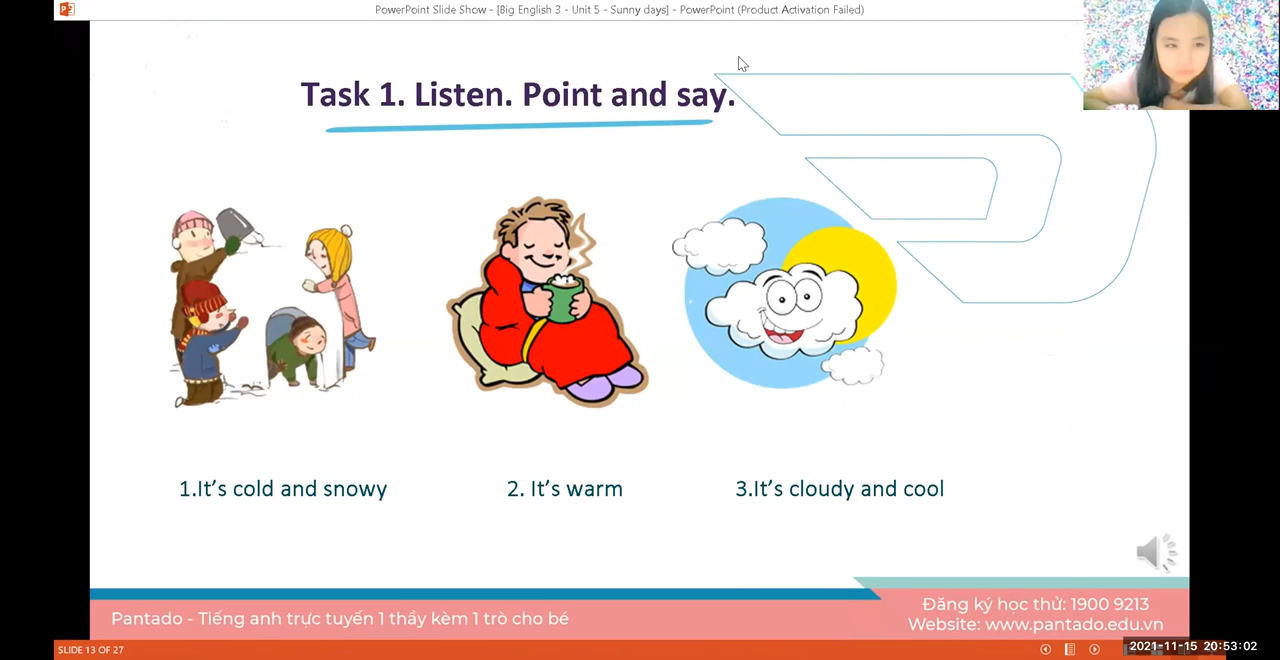 PowerPoint Slide Show - [Big English 3 - Unit 5 - Sunny days] - PowerPoint (Product Activation Failed)
Task 1. Listen. Point and say.
1.It’s cold and snowy
2. It’s warm
3.It’s cloudy and cool
Pantado - Tiếng anh trực tuyến 1 thầy kèm 1 trò cho bé
Đăng ký học thử: 1900 9213
Website: www.pantado.edu.vn
SLIDE 13 OF 27
2021-11-15 20:53:02